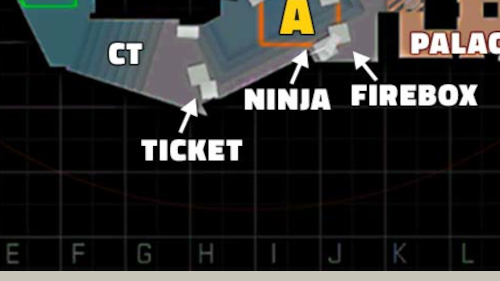 A
CT
PALAC
NINJA
FIREBOX
TICKET
E F G H I J K L